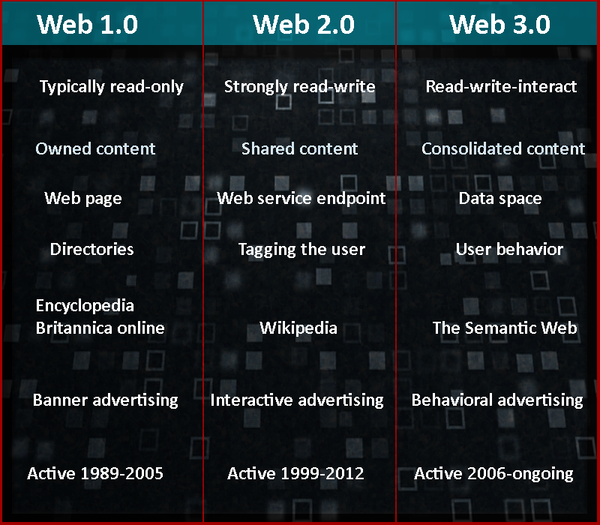 Web 1.0 Web 2.0 Web 3.0
Typically read-only Strongly read-write Read-write-interact
Owned content Shared content Consolidated content
Web page Web service endpoint Data space
Directories Tagging the user User behavior
Encyclopedia
Britannica online Wikipedia The Semantic Web
Banner advertising Interactive advertising Behavioral advertising
Active 1989-2005 Active 1999-2012 Active 2006-ongoing